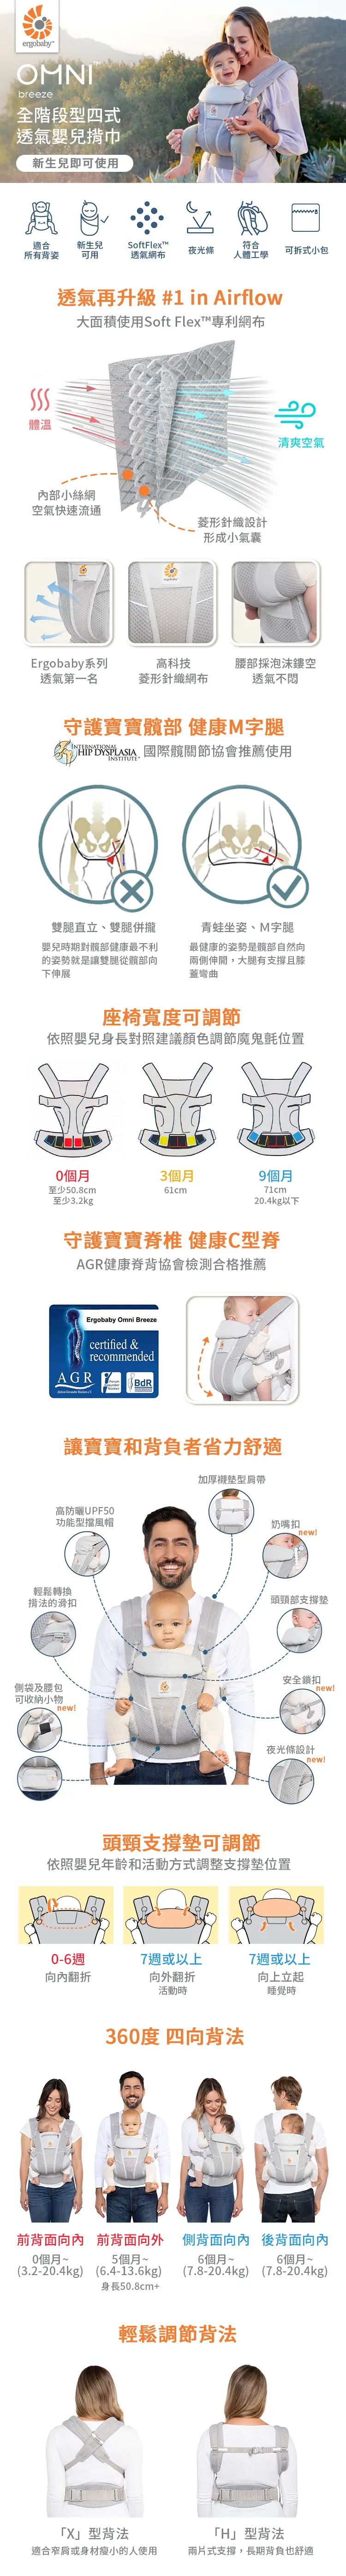 ergobaby™
OMNI™
breeze
全階段型四式
透氣嬰兒揹巾
新生兒即可使用
適合
所有背姿
新生兒
可用
SoftFlex™
透氣網布
夜光條
符合
人體工學
可拆式小包
透氣再升級 #1 in Airflow
大面積使用Soft Flex™專利網布
體溫
清爽空氣
內部小絲網
空氣快速流通
菱形針織設計
形成小氣囊
Ergobaby系列
透氣第一名
高科技
菱形針織網布
腰部採泡沫鏤空
透氣不悶
守護寶寶髖部 健康M字腿
INTERNATIONAL
HIP DYSPLASIA
INSTITUTE
國際髖關節協會推薦使用
雙腿直立、雙腿併攏
嬰兒時期對髖部健康最不利
的姿勢就是讓雙腿從髖部向
下伸展
青蛙坐姿、M字腿
最健康的姿勢是髖部自然向
兩側伸開，大腿有支撐且膝
蓋彎曲
座椅寬度可調節
依照嬰兒身長對照建議顏色調節魔鬼氈位置
0個月
至少50.8cm
至少3.2kg
3個月
61cm
9個月
71cm
20.4kg以下
守護寶寶脊椎 健康C型脊
AGR健康脊背協會檢測合格推薦
Ergobaby Omni Breeze
certified &
recommended
AGR
BdR
讓寶寶和背負者省力舒適
加厚襯墊型肩帶
高防曬UPF50
功能型擋風帽
奶嘴扣
new!
輕鬆轉換
揹法的滑扣
頭頸部支撐墊
側袋及腰包
可收納小物
new!
安全鎖扣
new!
夜光條設計
new!
頭頸支撐墊可調節
依照嬰兒年齡和活動方式調整支撐墊位置
0-6週
向內翻折
7週或以上
向外翻折
活動時
7週或以上
向上立起
睡覺時
360度 四向背法
前背面向內
0個月~
(3.2-20.4kg)
前背面向外
5個月~
(6.4-13.6kg)
身長50.8cm+
側背面向內
6個月~
(7.8-20.4kg)
後背面向內
6個月~
(7.8-20.4kg)
輕鬆調節背法
「X」型背法
適合窄肩或身材瘦小的人使用
「H」型背法
兩片式支撐，長期背負也舒適